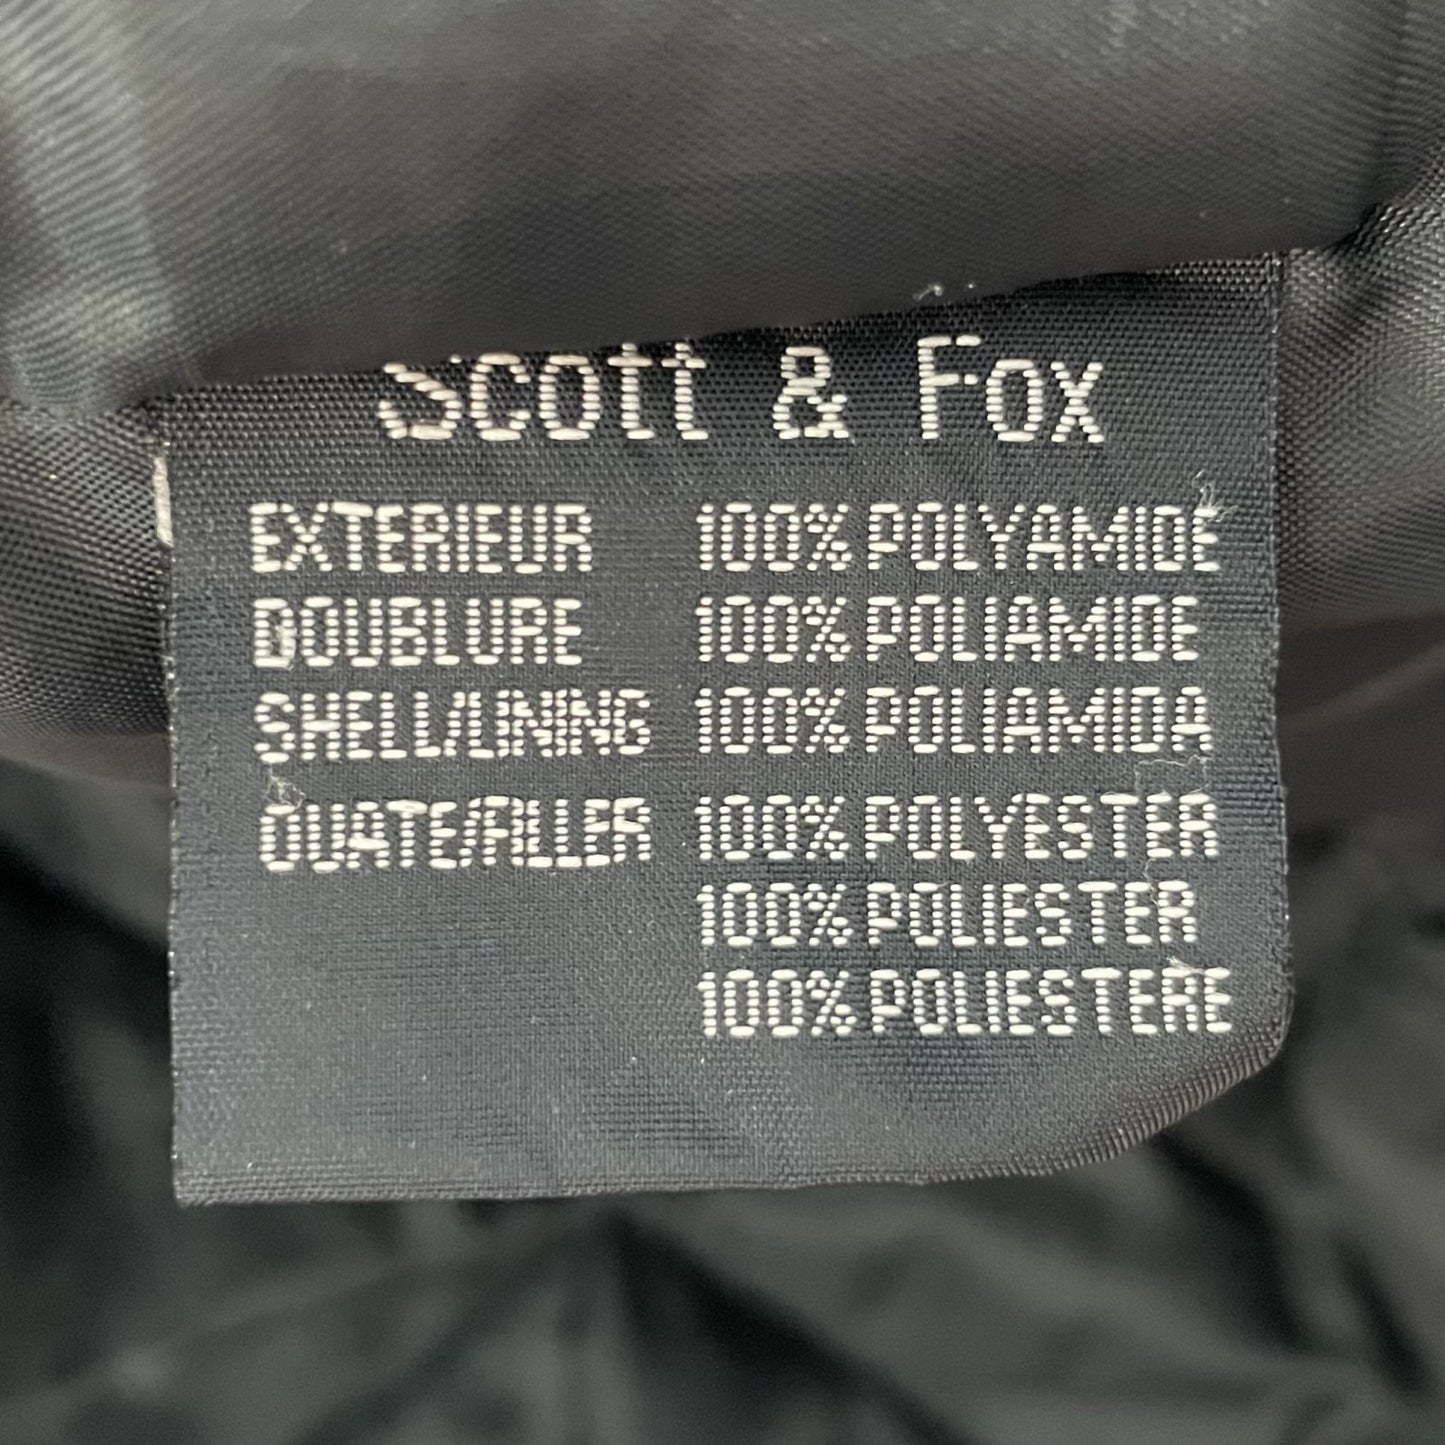 Scott & Fox
EXTERIEUR 100% POLYAMIDE
DOUBLURE 100% POLIAMIDE
SHELL/LINING 100% POLIAMIDA
OUATE/FILLER 100% POLYESTER
100% POLIESTER
100% POLIESTERE